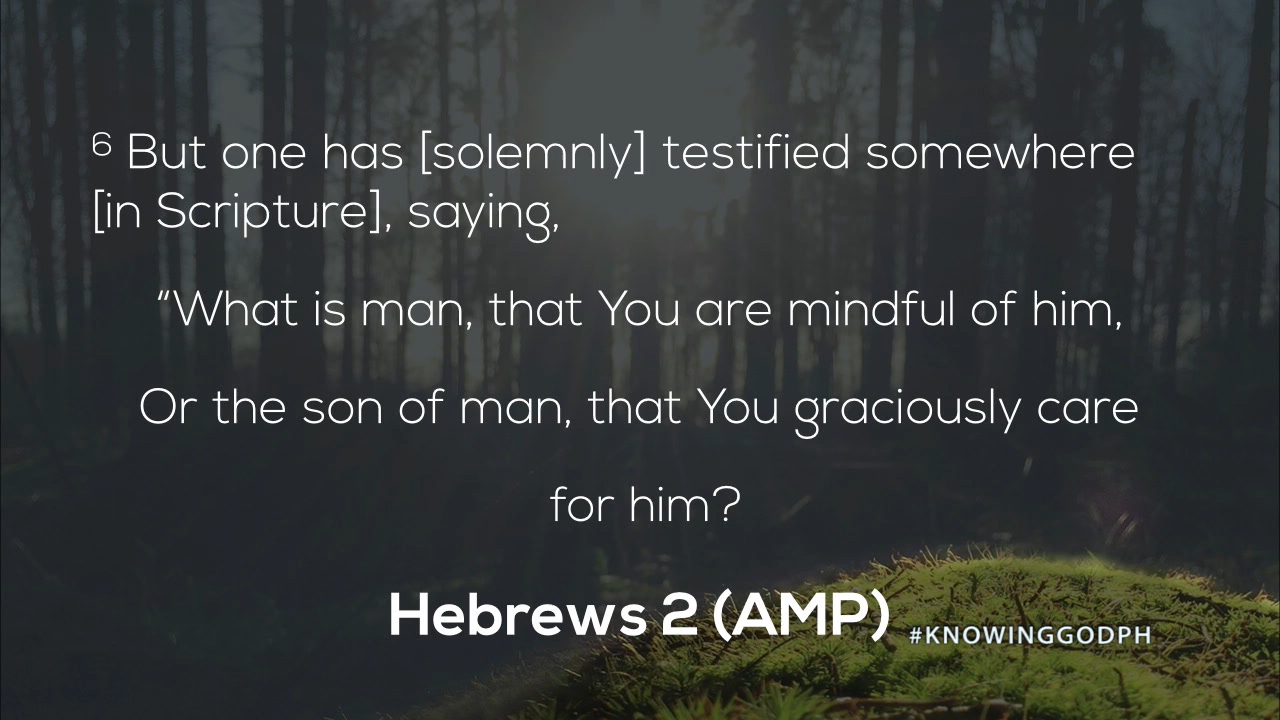 6 But one has [solemnly] testified somewhere
[in Scripture], saying,
“What is man, that You are mindful of him,
Or the son of man, that You graciously care
for him?
Hebrews 2 (AMP)
#KNOWINGGODPH